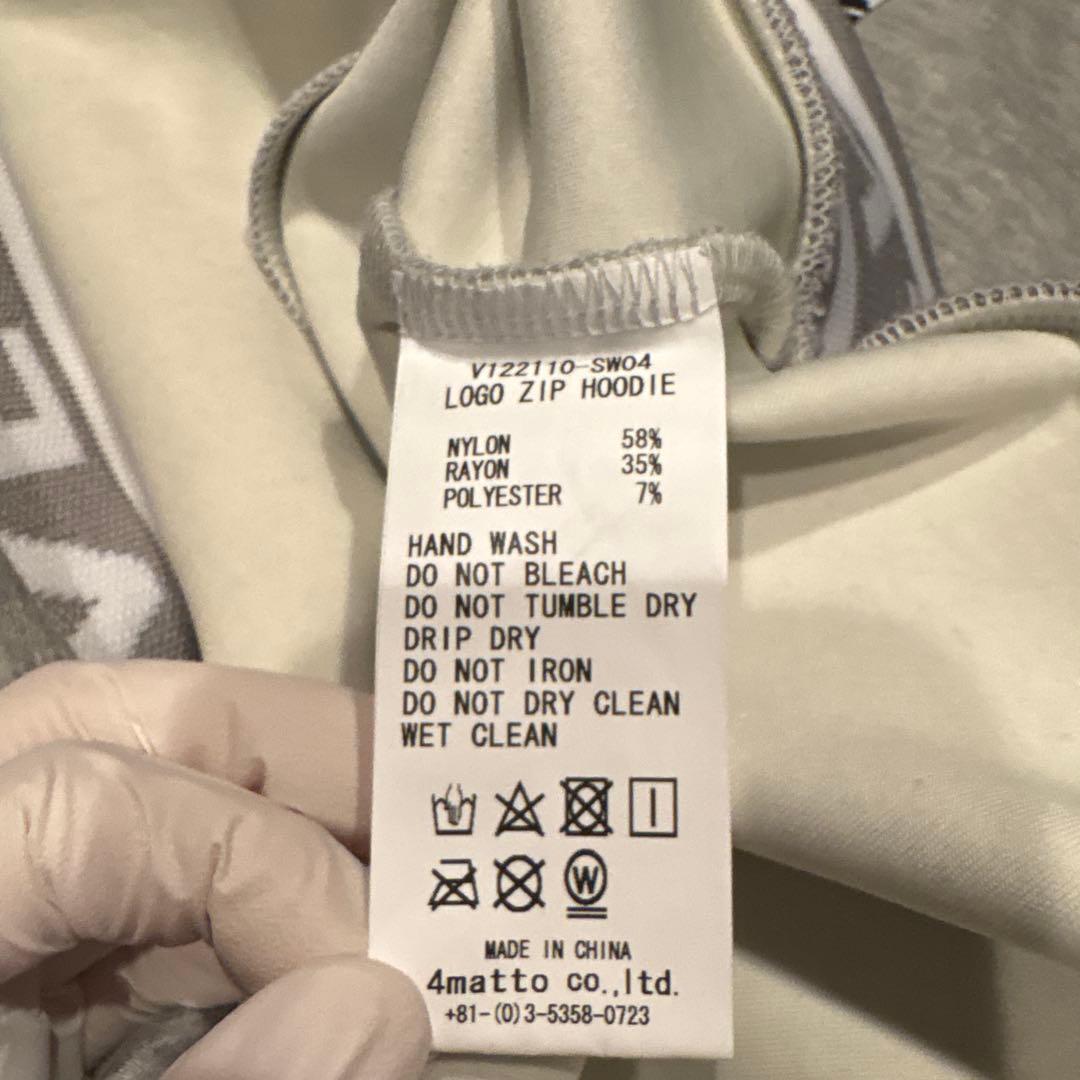 V122110-SW04
LOGO ZIP HOODIE
NYLON 58%
RAYON 35%
POLYESTER 7%
HAND WASH
DO NOT BLEACH
DO NOT TUMBLE DRY
DRIP DRY
DO NOT IRON
DO NOT DRY CLEAN
WET CLEAN
W
MADE IN CHINA
4matto co.,ltd.
+81-(0)3-5358-0723